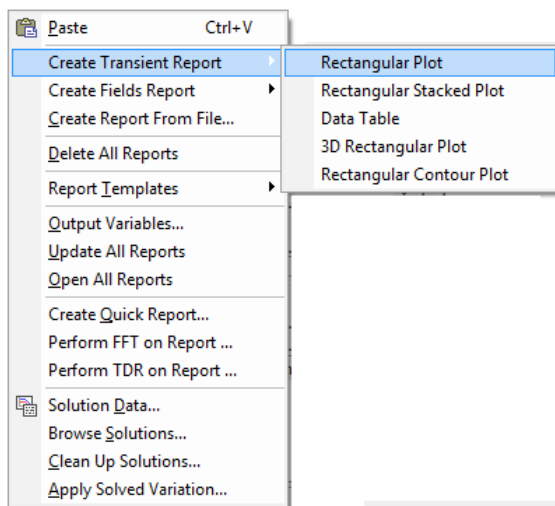 Paste Ctrl+V
Create Transient Report
Create Fields Report
Create Report From File...
Delete All Reports
Report Templates
Output Variables...
Update All Reports
Open All Reports
Create Quick Report...
Perform FFT on Report ...
Perform TDR on Report ...
Solution Data...
Browse Solutions...
Clean Up Solutions...
Apply Solved Variation...
Rectangular Plot
Rectangular Stacked Plot
Data Table
3D Rectangular Plot
Rectangular Contour Plot